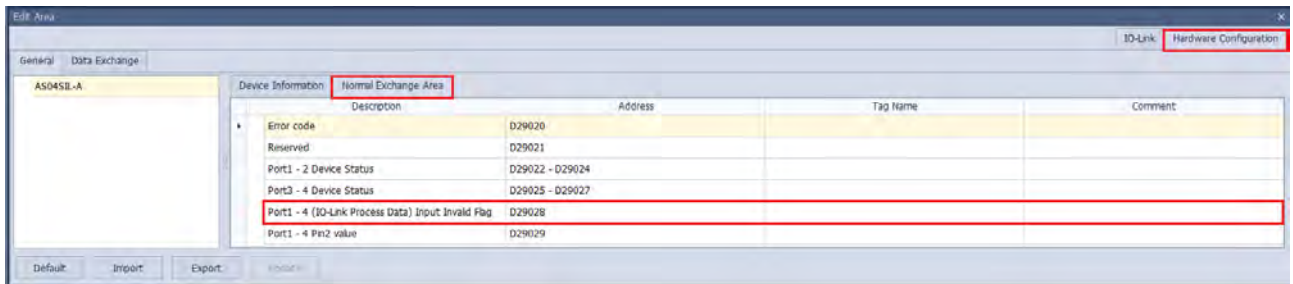 Edit Area
IO-Link Hardware Configuration
General Data Exchange
AS04SIL-A
Device Information Normal Exchange Area
Description Address Tag Name Comment
Error code D29020
Reserved D29021
Port1 - 2 Device Status D29022 - D29024
Port3 - 4 Device Status D29025 - D29027
Port1 - 4 (IO-Link Process Data) Input Invalid Flag D29028
Port1 - 4 Pin2 value D29029
Default Import Export